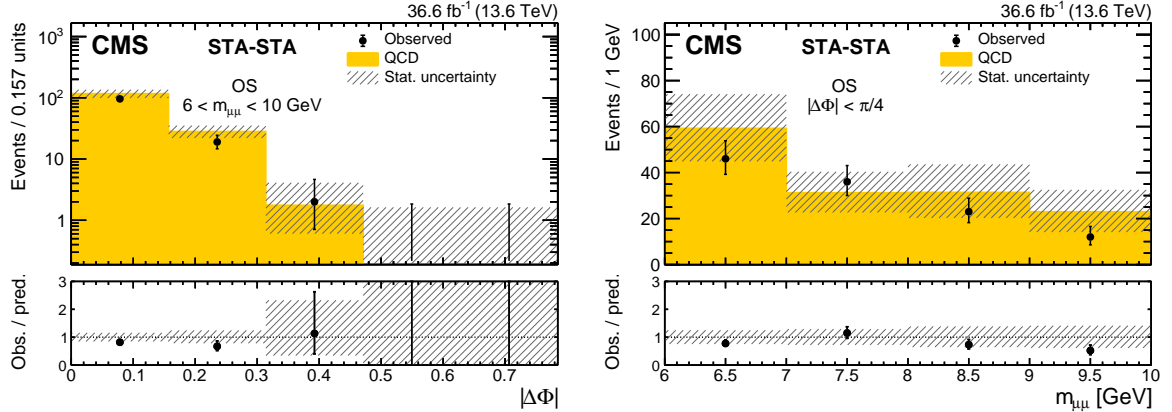 36.6 fb⁻¹ (13.6 TeV)
CMS STA-STA
Observed
QCD
Stat. uncertainty
OS
6 < mμμ < 10 GeV
Events / 0.157 units
10³
10²
10
1
Obs. / pred.
3
2
1
0
0 0.1 0.2 0.3 0.4 0.5 0.6 0.7
|ΔΦ|
36.6 fb⁻¹ (13.6 TeV)
CMS STA-STA
Observed
QCD
Stat. uncertainty
OS
|ΔΦ| < π/4
Events / 1 GeV
100
80
60
40
20
0
Obs. / pred.
3
2
1
0
6 6.5 7 7.5 8 8.5 9 9.5 10
mμμ [GeV]